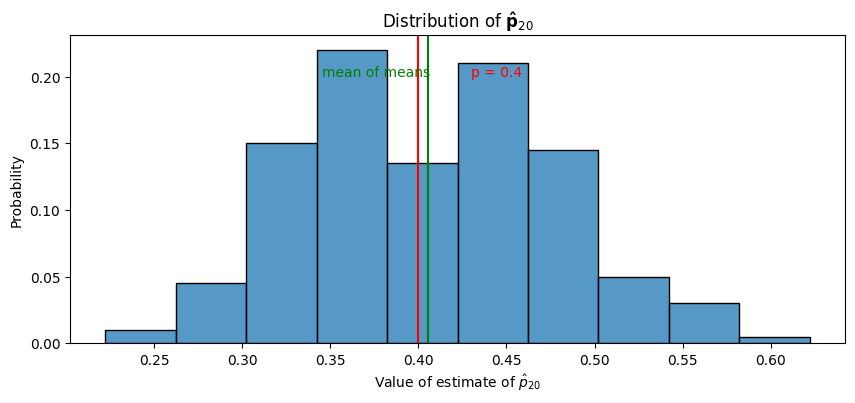 Distribution of p̂₂₀
mean of means
p = 0.4
Probability
0.20
0.15
0.10
0.05
0.00
0.25 0.30 0.35 0.40 0.45 0.50 0.55 0.60
Value of estimate of p̂₂₀